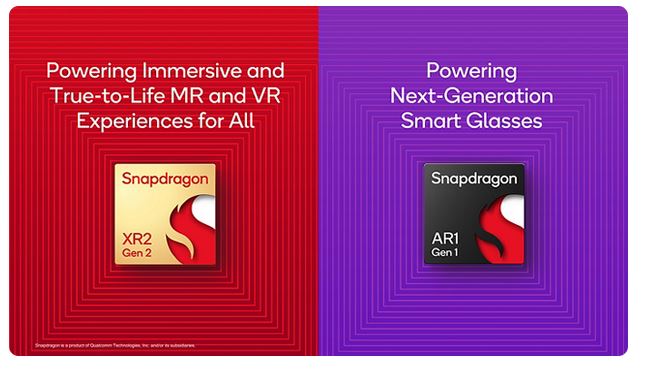 Powering Immersive and
True-to-Life MR and VR
Experiences for All
Snapdragon
XR2
Gen 2
Snapdragon is a product of Qualcomm Technologies, Inc. and/or its subsidiaries.
Powering
Next-Generation
Smart Glasses
Snapdragon
AR1
Gen 1